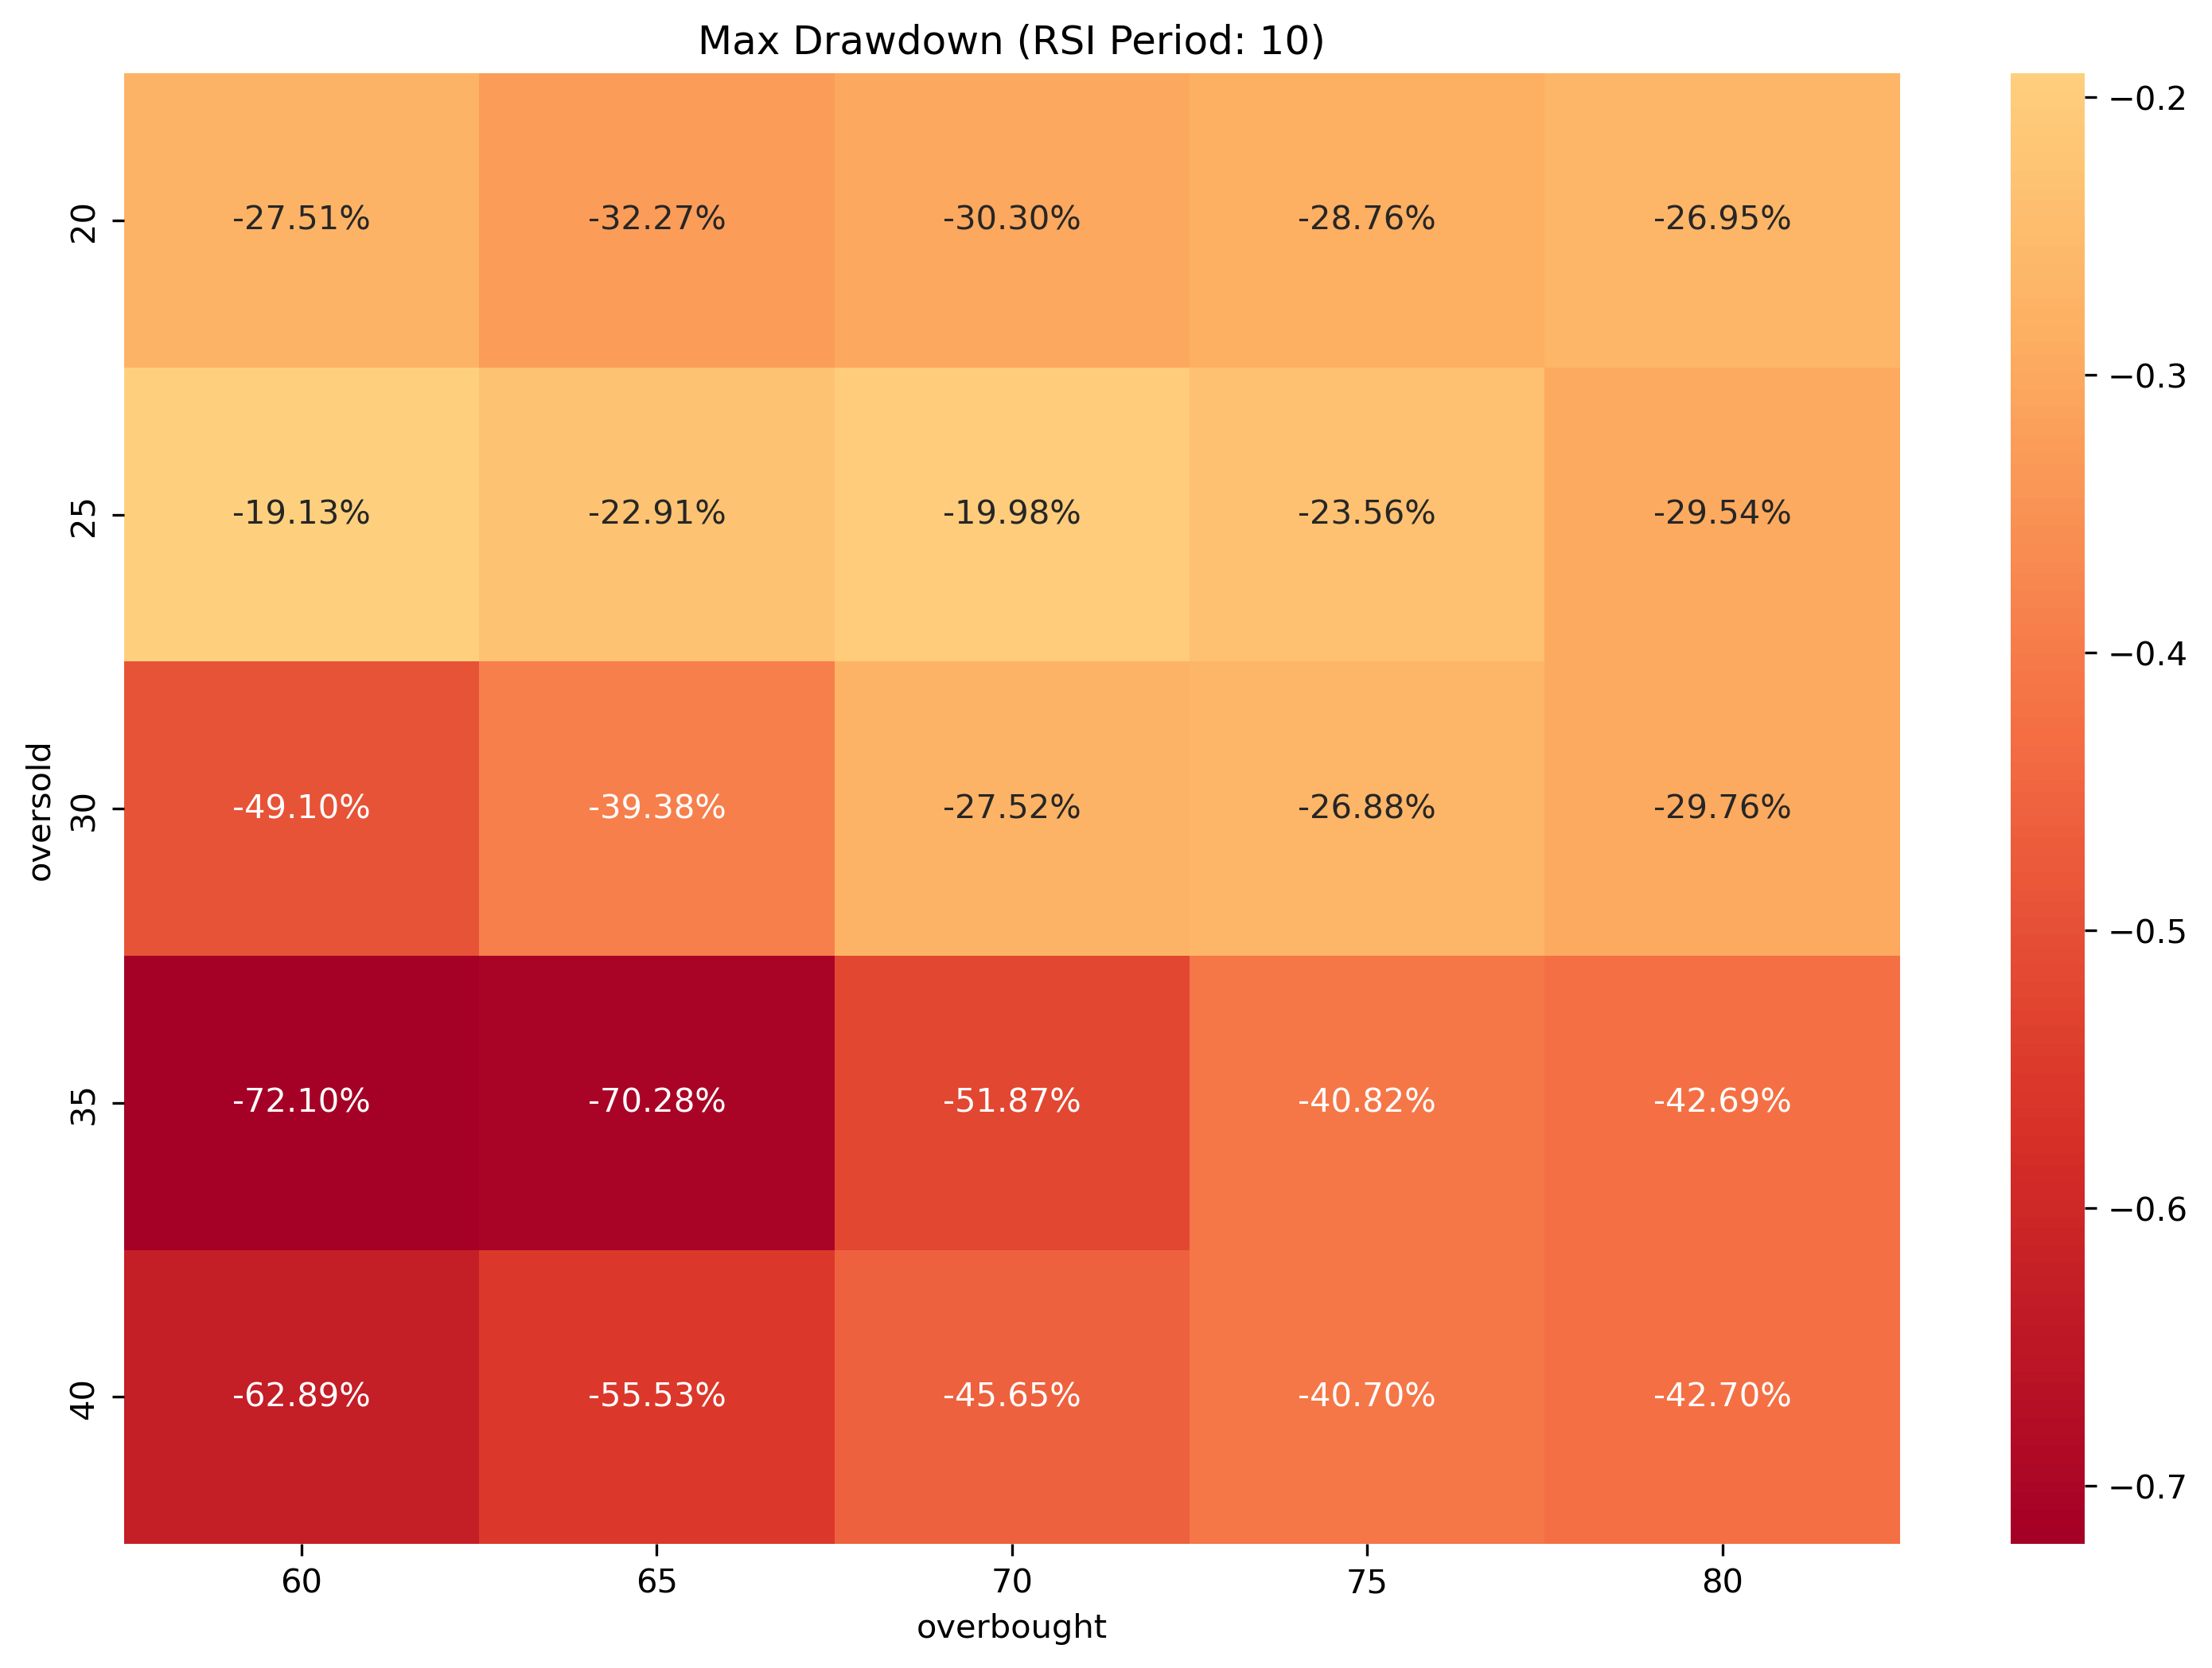 Max Drawdown (RSI Period: 10)
20 -27.51% -32.27% -30.30% -28.76% -26.95%
25 -19.13% -22.91% -19.98% -23.56% -29.54%
30 -49.10% -39.38% -27.52% -26.88% -29.76%
35 -72.10% -70.28% -51.87% -40.82% -42.69%
40 -62.89% -55.53% -45.65% -40.70% -42.70%
oversold
60 65 70 75 80
overbought
−0.2
−0.3
−0.4
−0.5
−0.6
−0.7